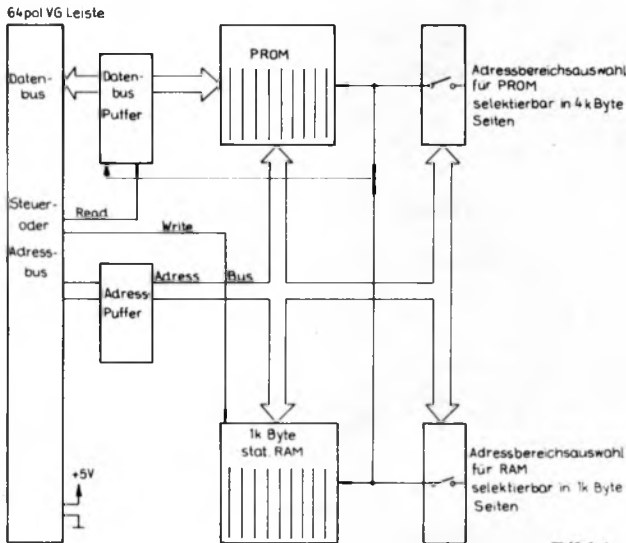 64pol VG Leiste
Daten-
bus
Daten-
bus
Puffer
PROM
Adressbereichsauswahl
für PROM
selektierbar in 4k Byte
Seiten
Steuer-
oder
Adress-
bus
Read
Write
Adress Bus
Adress-
Puffer
1k Byte
stat. RAM
Adressbereichsauswahl
für RAM
selektierbar in 1k Byte
Seiten
+5V